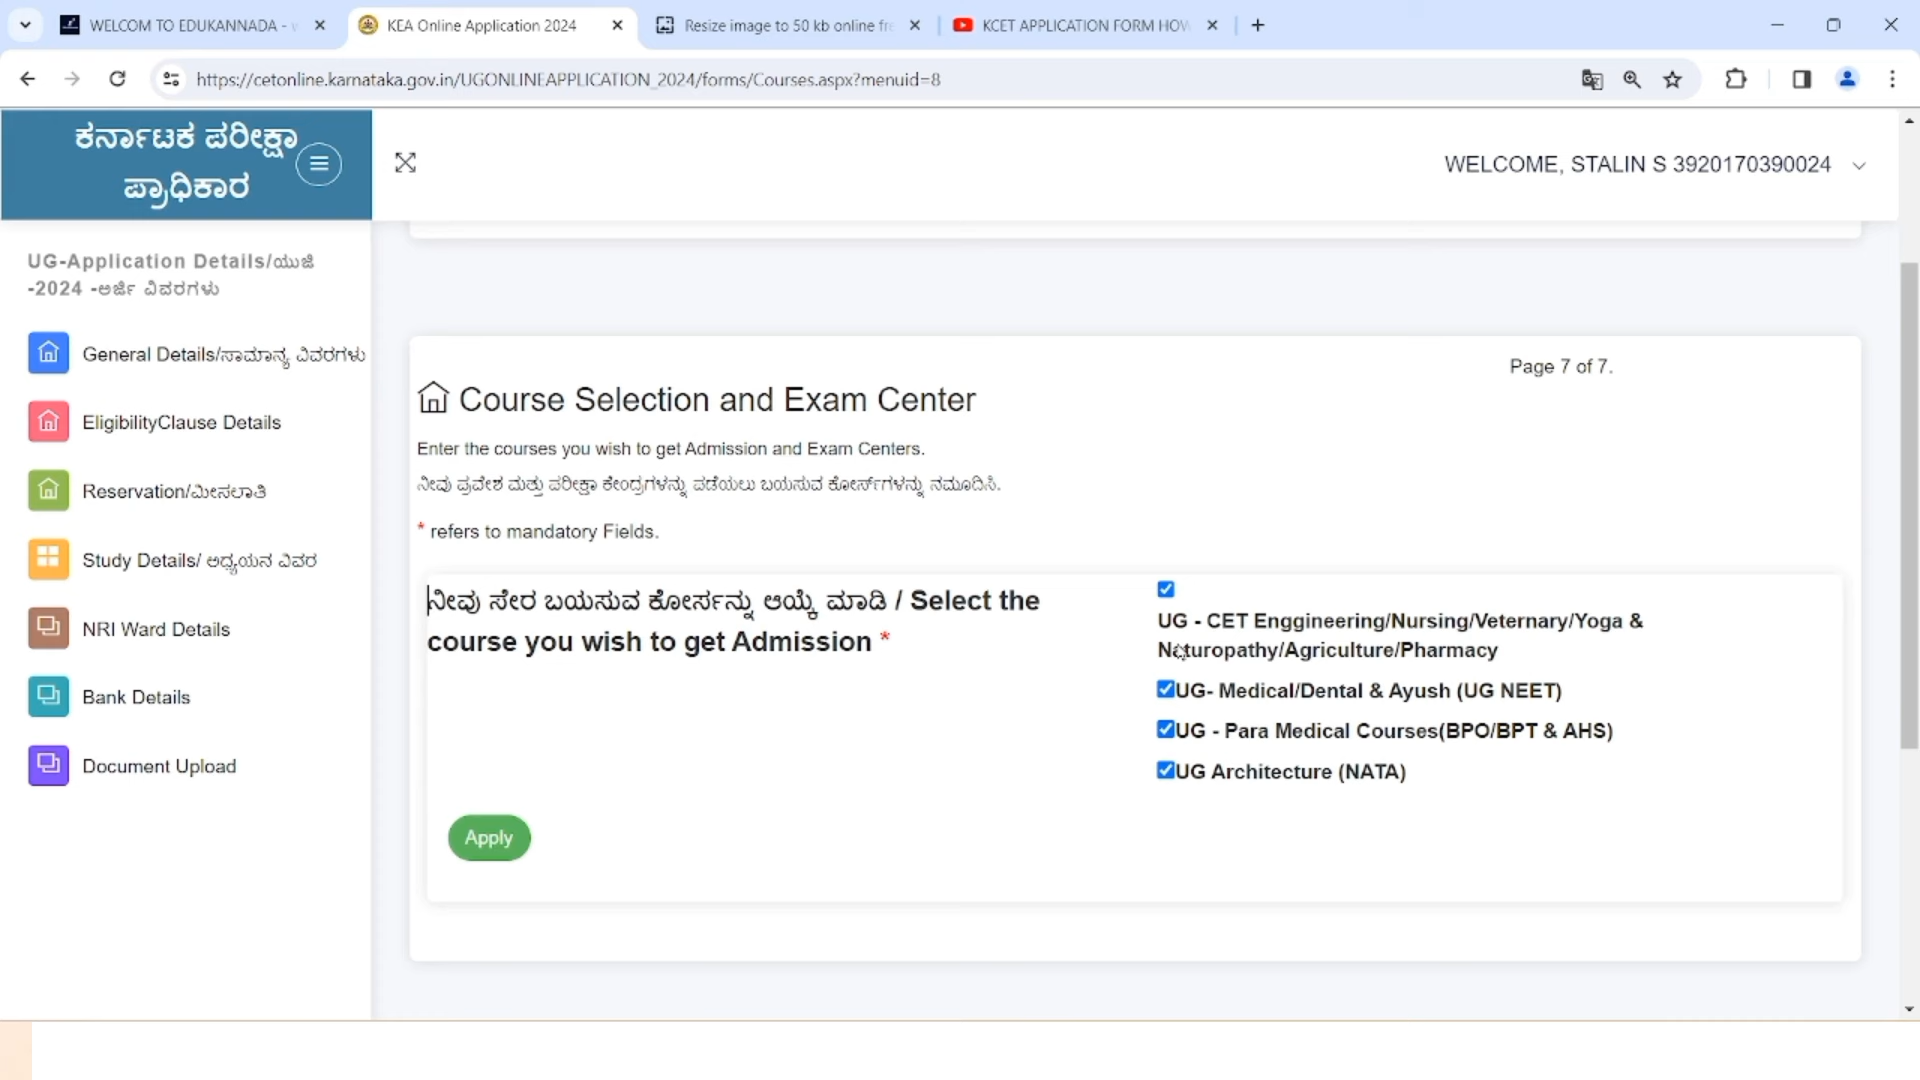 WELCOM TO EDUKANNADA -
KEA Online Application 2024
Resize image to 50 kb online fre
KCET APPLICATION FORM HOW
https://cetonline.karnataka.gov.in/UGONLINEAPPLICATION_2024/forms/Courses.aspx?menuid=8
ಕರ್ನಾಟಕ ಪರೀಕ್ಷಾ
ಪ್ರಾಧಿಕಾರ
WELCOME, STALIN S 3920170390024
UG-Application Details/ಯುಜಿ
-2024 -ಅರ್ಜಿ ವಿವರಗಳು
General Details/ಸಾಮಾನ್ಯ ವಿವರಗಳು
EligibilityClause Details
Reservation/ಮೀಸಲಾತಿ
Study Details/ ಅಧ್ಯಯನ ವಿವರ
NRI Ward Details
Bank Details
Document Upload
Page 7 of 7.
Course Selection and Exam Center
Enter the courses you wish to get Admission and Exam Centers.
ನೀವು ಪ್ರವೇಶ ಮತ್ತು ಪರೀಕ್ಷಾ ಕೇಂದ್ರಗಳನ್ನು ಪಡೆಯಲು ಬಯಸುವ ಕೋರ್ಸ್‌ಗಳನ್ನು ನಮೂದಿಸಿ.
* refers to mandatory Fields.
ನೀವು ಸೇರ ಬಯಸುವ ಕೋರ್ಸನ್ನು ಆಯ್ಕೆ ಮಾಡಿ / Select the
course you wish to get Admission *
UG - CET Enggineering/Nursing/Veternary/Yoga &
Naturopathy/Agriculture/Pharmacy
UG- Medical/Dental & Ayush (UG NEET)
UG - Para Medical Courses(BPO/BPT & AHS)
UG Architecture (NATA)
Apply